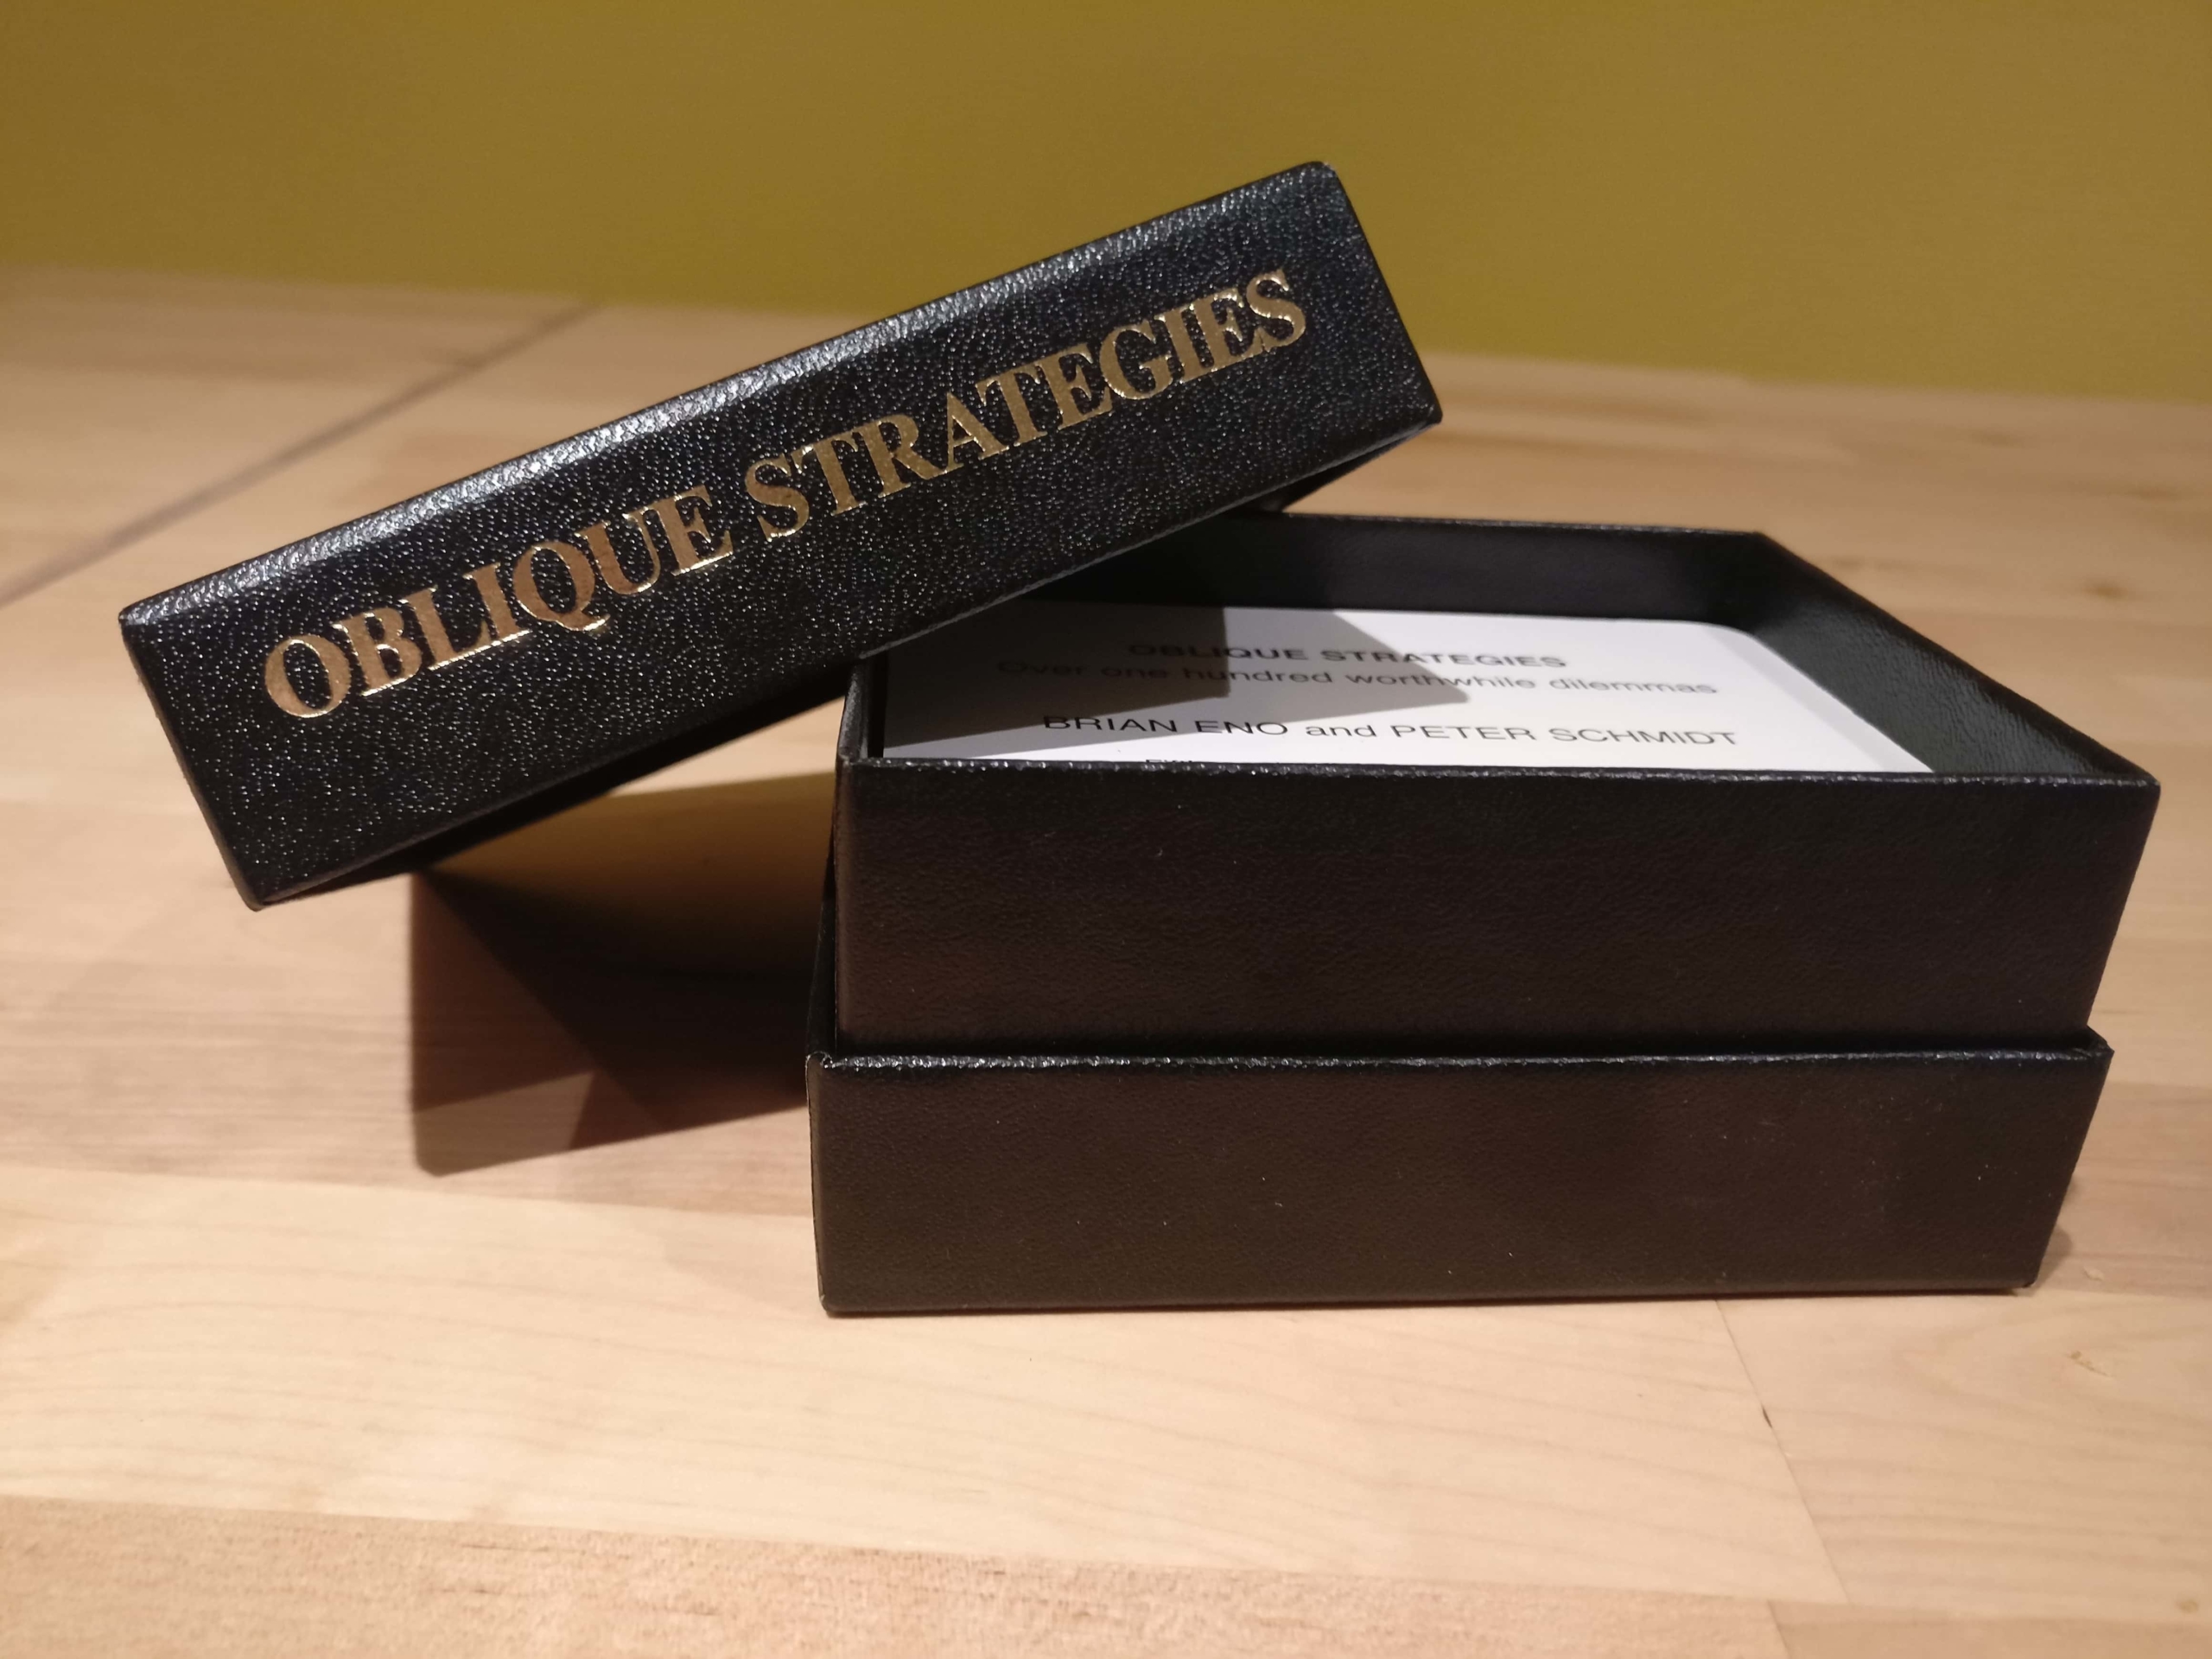 OBLIQUE STRATEGIES
OBLIQUE STRATEGIES
Over one hundred worthwhile dilemmas
BRIAN ENO and PETER SCHMIDT